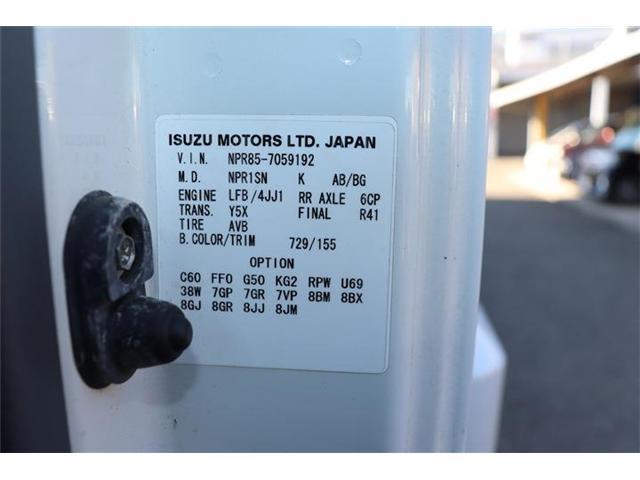 ISUZU MOTORS LTD. JAPAN
V.I.N. NPR85-7059192
M.D. NPR1SN K AB/BG
ENGINE LFB/4JJ1 RR AXLE 6CP
TRANS. Y5X FINAL R41
TIRE AVB
B.COLOR/TRIM 729/155
OPTION
C60 FF0 G50 KG2 RPW U69
38W 7GP 7GR 7VP 8BM 8BX
8GJ 8GR 8JJ 8JM